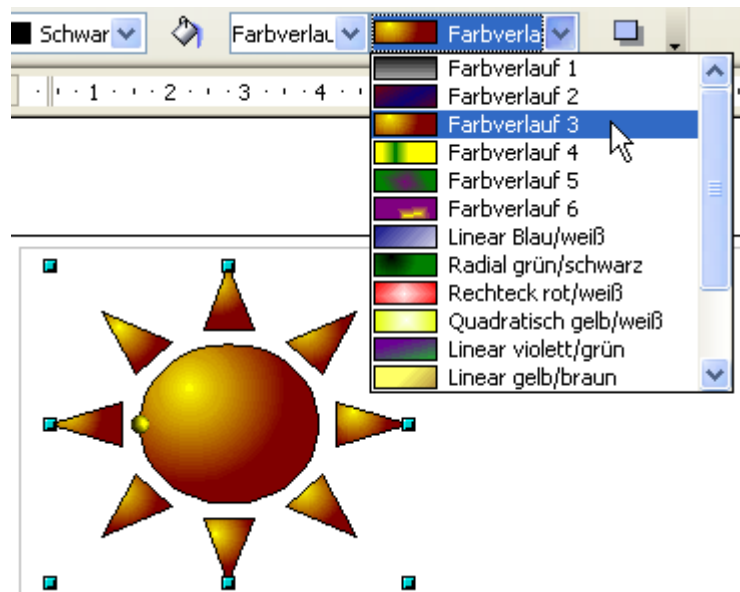 Schwar Farbverlau Farbverla
1 2 3 4
Farbverlauf 1
Farbverlauf 2
Farbverlauf 3
Farbverlauf 4
Farbverlauf 5
Farbverlauf 6
Linear Blau/weiß
Radial grün/schwarz
Rechteck rot/weiß
Quadratisch gelb/weiß
Linear violett/grün
Linear gelb/braun